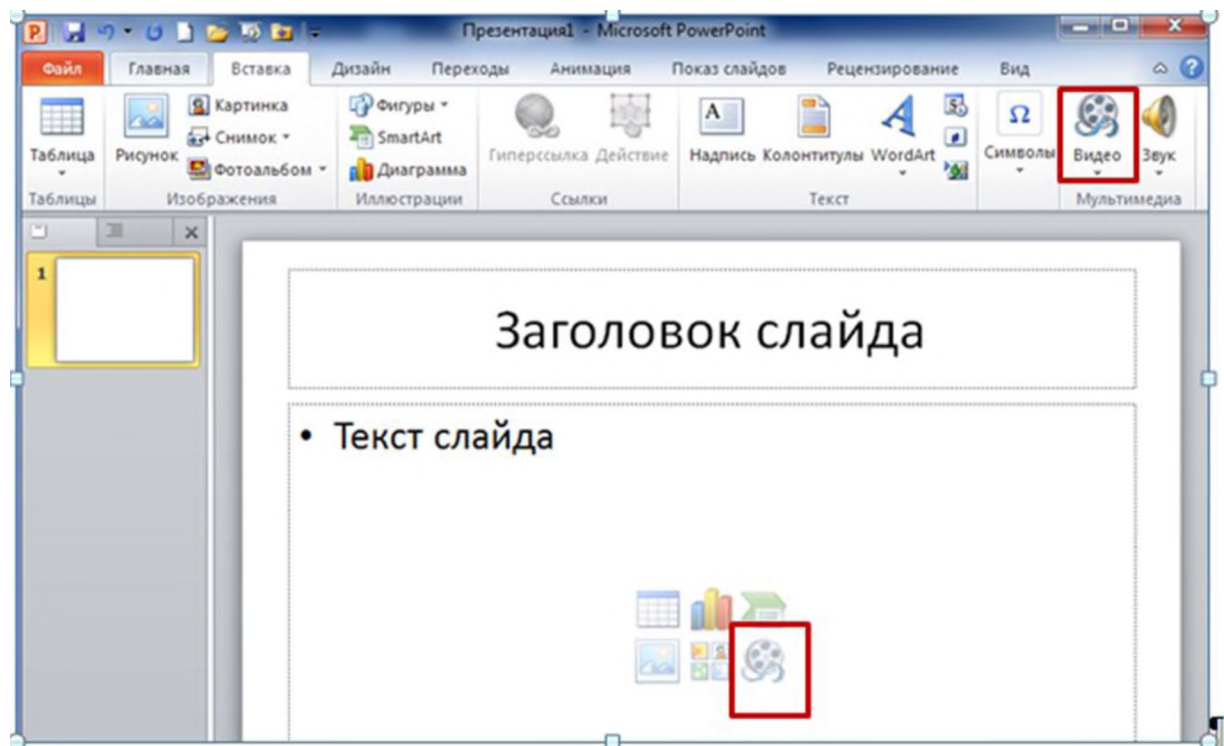 Презентация1 - Microsoft PowerPoint
Файл Главная Вставка Дизайн Переходы Анимация Показ слайдов Рецензирование Вид
Таблица
Рисунок
Картинка
Снимок
Фотоальбом
Фигуры
SmartArt
Диаграмма
Гиперссылка Действие
Надпись Колонтитулы WordArt
Символы
Видео
Звук
Таблицы Изображения Иллюстрации Ссылки Текст Мультимедиа
1
Заголовок слайда
• Текст слайда